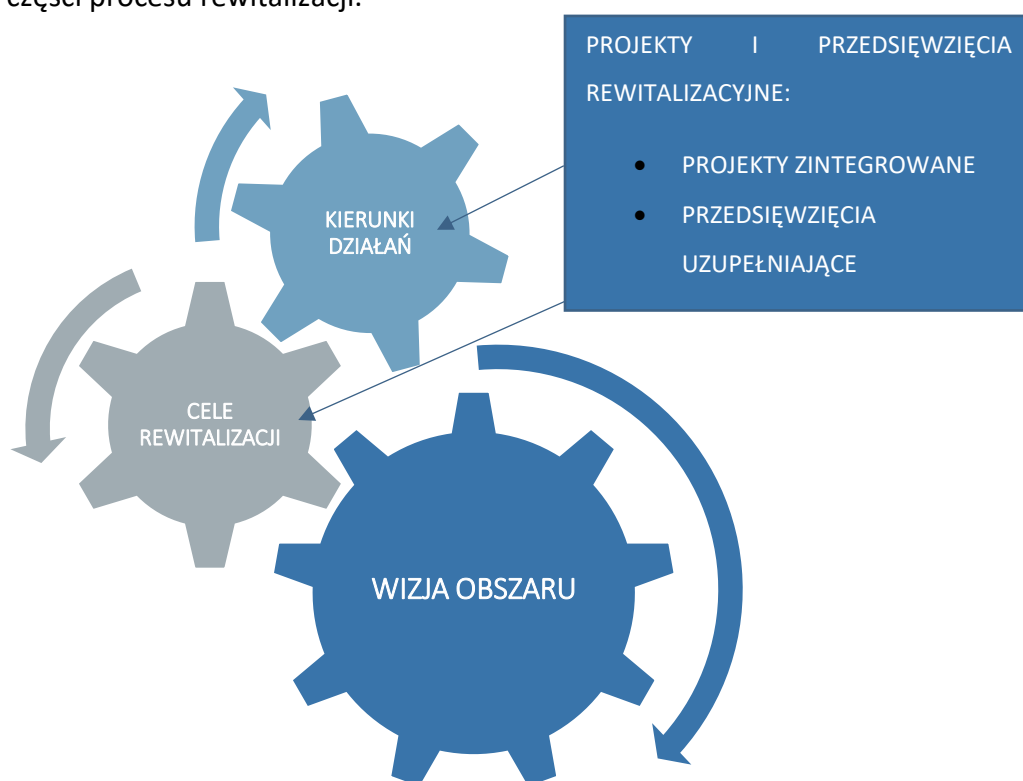 części procesu rewitalizacji.
PROJEKTY I PRZEDSIĘWZIĘCIA
REWITALIZACYJNE:
• PROJEKTY ZINTEGROWANE
• PRZEDSIĘWZIĘCIA
UZUPEŁNIAJĄCE
KIERUNKI
DZIAŁAŃ
CELE
REWITALIZACJI
WIZJA OBSZARU